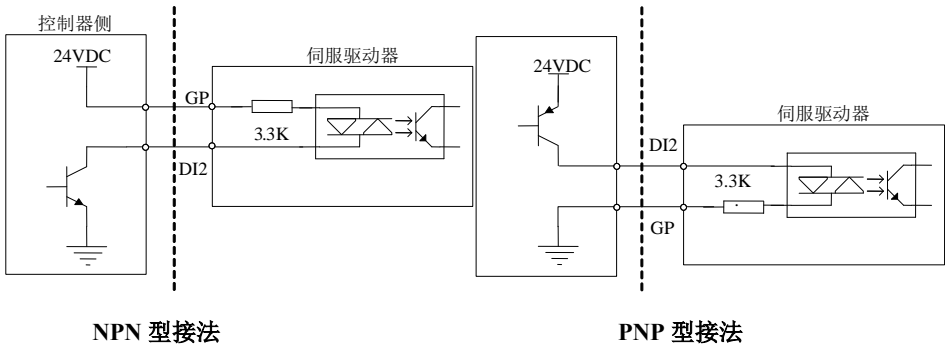 控制器侧
24VDC
GP
3.3K
DI2
伺服驱动器
NPN 型接法
24VDC
DI2
3.3K
GP
伺服驱动器
PNP 型接法